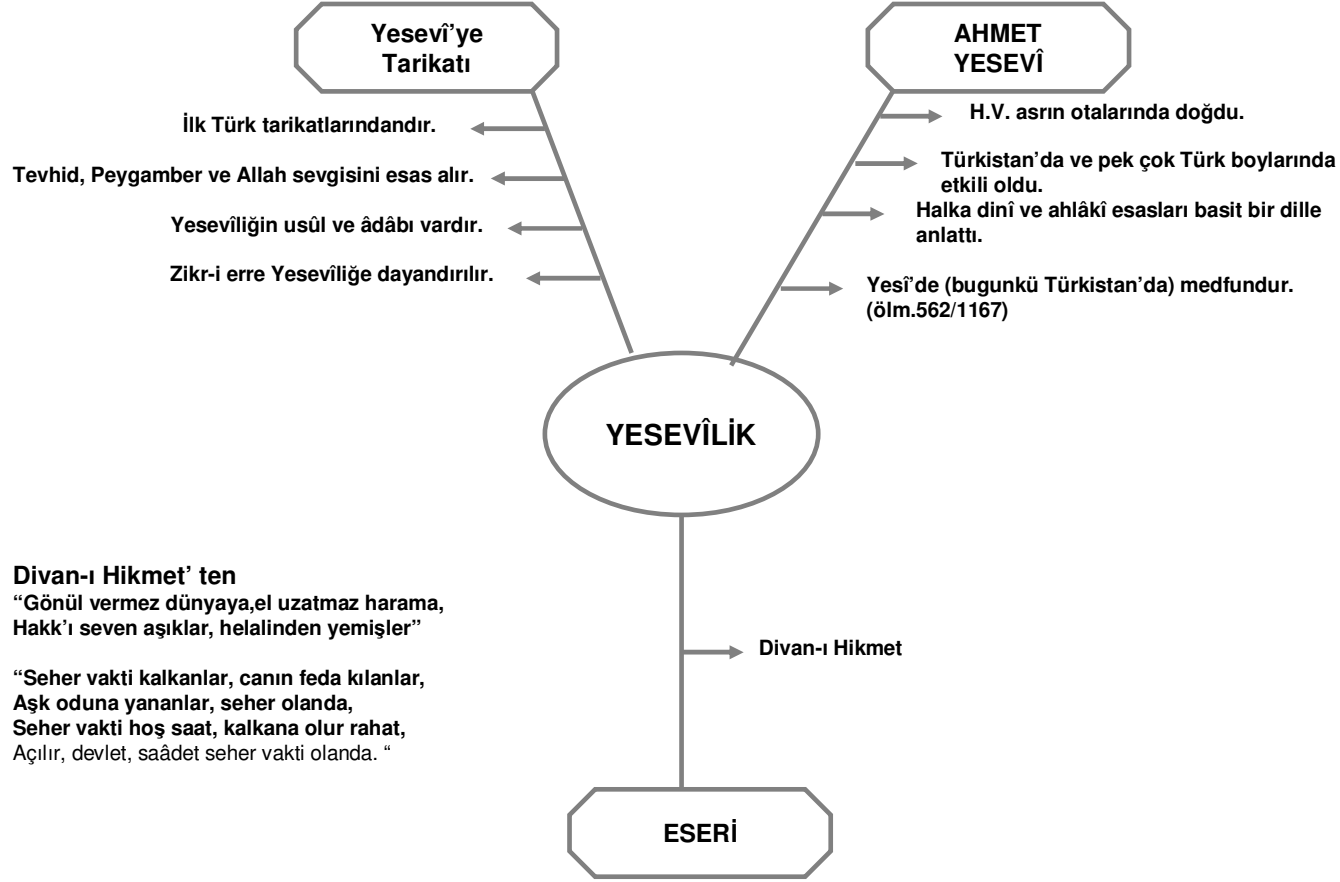 Yesevî’ye
Tarikatı
İlk Türk tarikatlarındandır.
Tevhid, Peygamber ve Allah sevgisini esas alır.
Yesevîliğin usûl ve âdâbı vardır.
Zikr-i erre Yesevîliğe dayandırılır.
AHMET
YESEVÎ
H.V. asrın otalarında doğdu.
Türkistan’da ve pek çok Türk boylarında
etkili oldu.
Halka dinî ve ahlâkî esasları basit bir dille
anlattı.
Yesî’de (bugunkü Türkistan’da) medfundur.
(ölm.562/1167)
YESEVÎLİK
Divan-ı Hikmet’ ten
“Gönül vermez dünyaya,el uzatmaz harama,
Hakk’ı seven aşıklar, helalinden yemişler”
“Seher vakti kalkanlar, canın feda kılanlar,
Aşk oduna yananlar, seher olanda,
Seher vakti hoş saat, kalkana olur rahat,
Açılır, devlet, saâdet seher vakti olanda. “
Divan-ı Hikmet
ESERİ